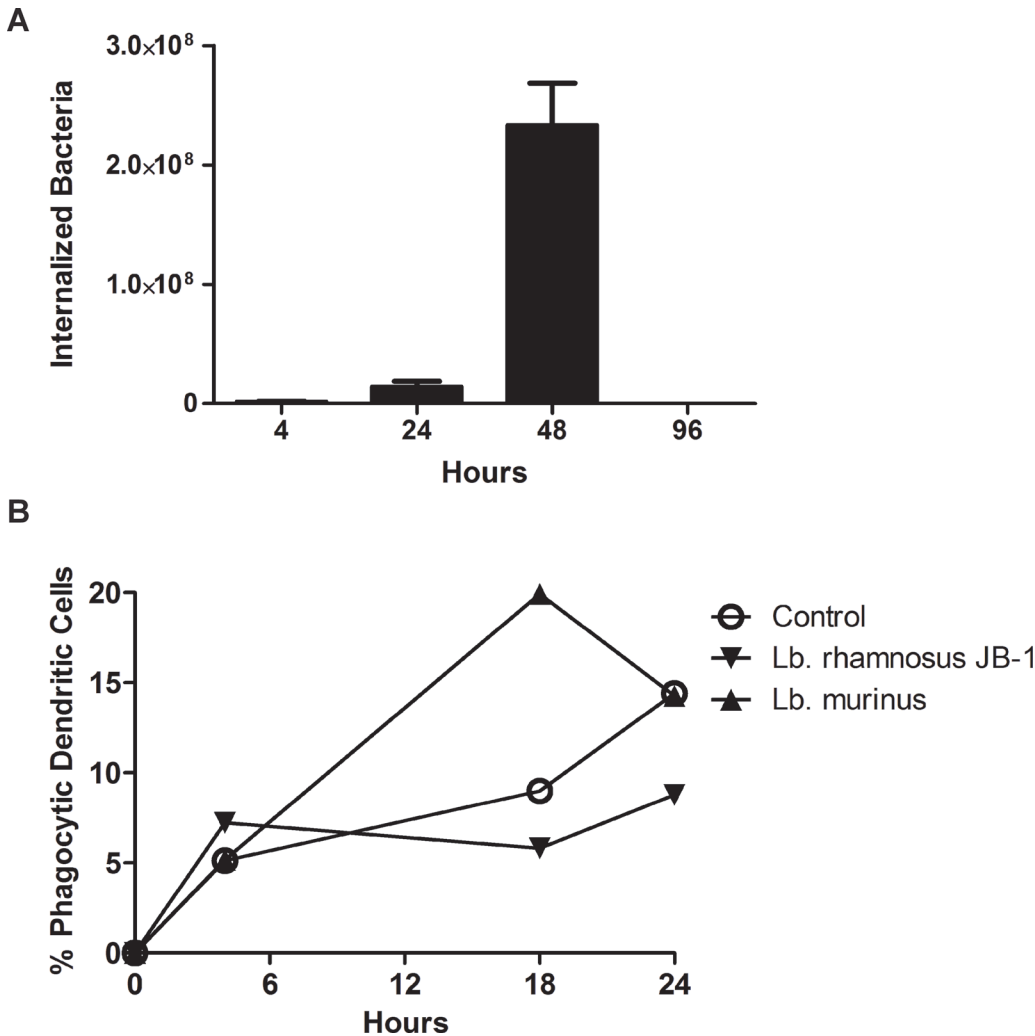 A
Internalized Bacteria
3.0×10⁸
2.0×10⁸
1.0×10⁸
0
4 24 48 96
Hours
B
% Phagocytic Dendritic Cells
20
15
10
5
0
0 6 12 18 24
Hours
Control
Lb. rhamnosus JB-1
Lb. murinus